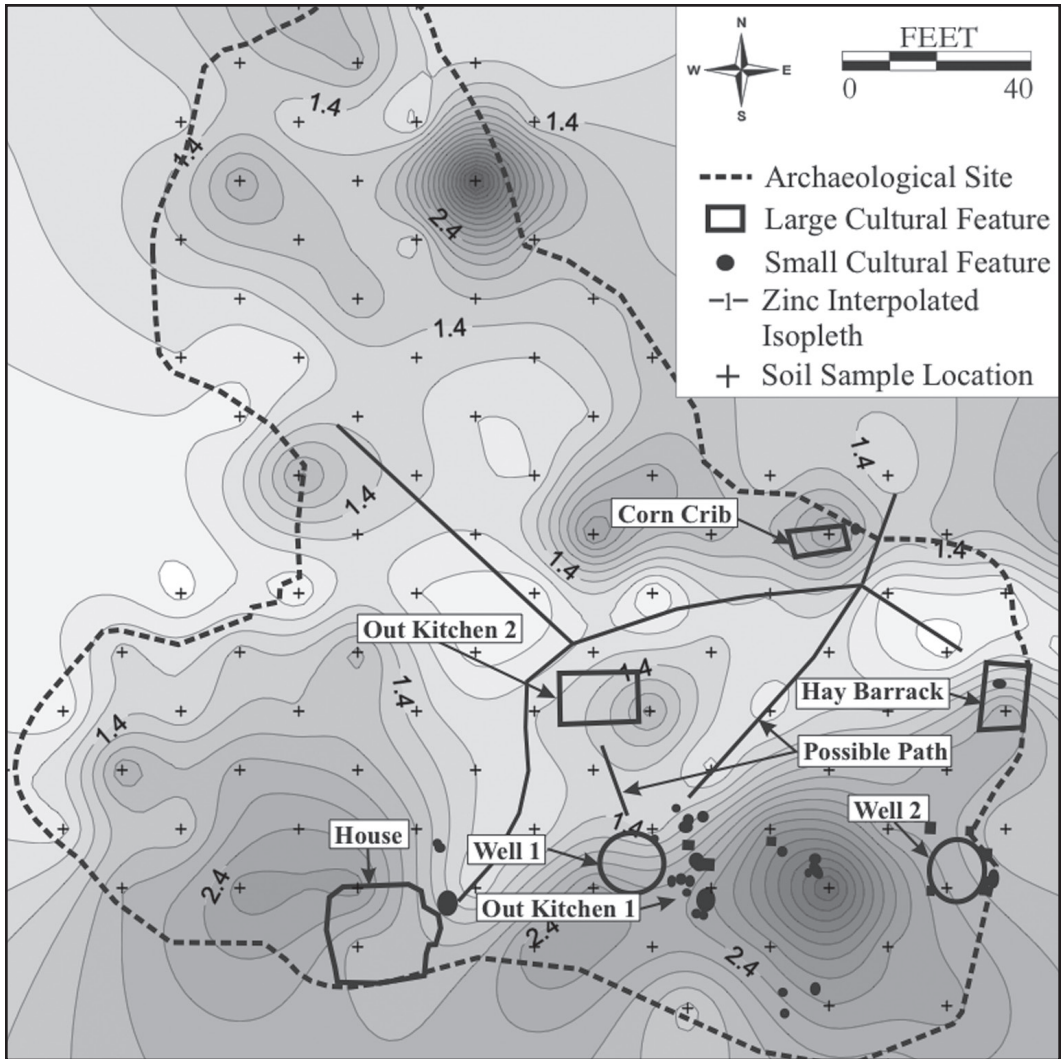 N
W E
S
FEET
0 40
Archaeological Site
Large Cultural Feature
Small Cultural Feature
1 Zinc Interpolated
Isopleth
Soil Sample Location
1.4
1.4
1.4
2.4
1.4
1.4
1.4
Corn Crib
1.4
1.4
Out Kitchen 2
1.4
1.4
Hay Barrack
1.4
Possible Path
Well 2
1.4
House
Well 1
2.4
Out Kitchen 1
2.4
2.4